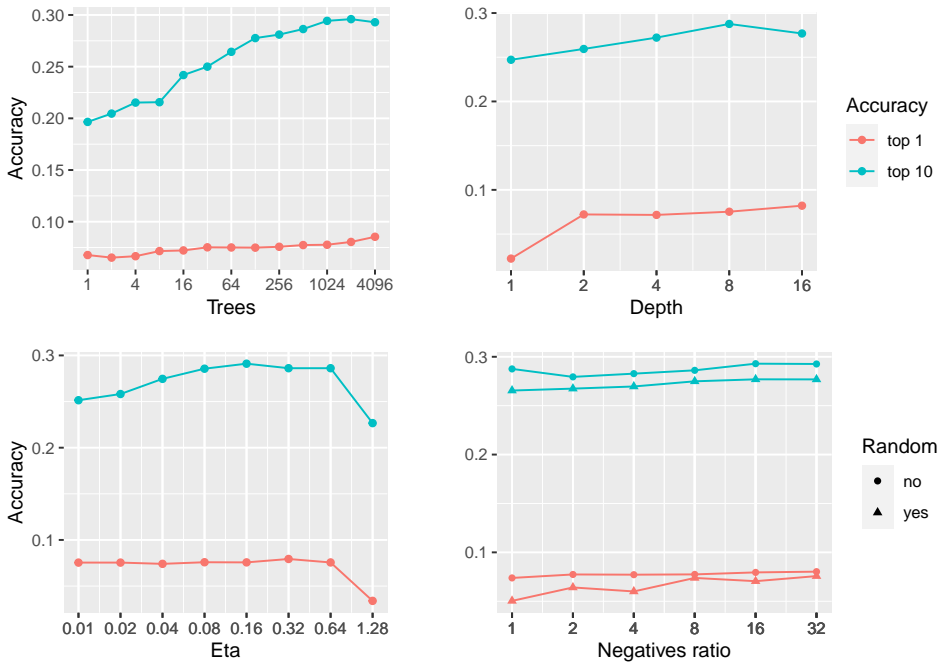 0.30
0.25
0.20
0.15
0.10
Accuracy
1 4 16 64 256 1024 4096
Trees
0.3
0.2
0.1
1 2 4 8 16
Depth
Accuracy
top 1
top 10
0.3
0.2
0.1
Accuracy
0.01 0.02 0.04 0.08 0.16 0.32 0.64 1.28
Eta
0.3
0.2
0.1
1 2 4 8 16 32
Negatives ratio
Random
no
yes